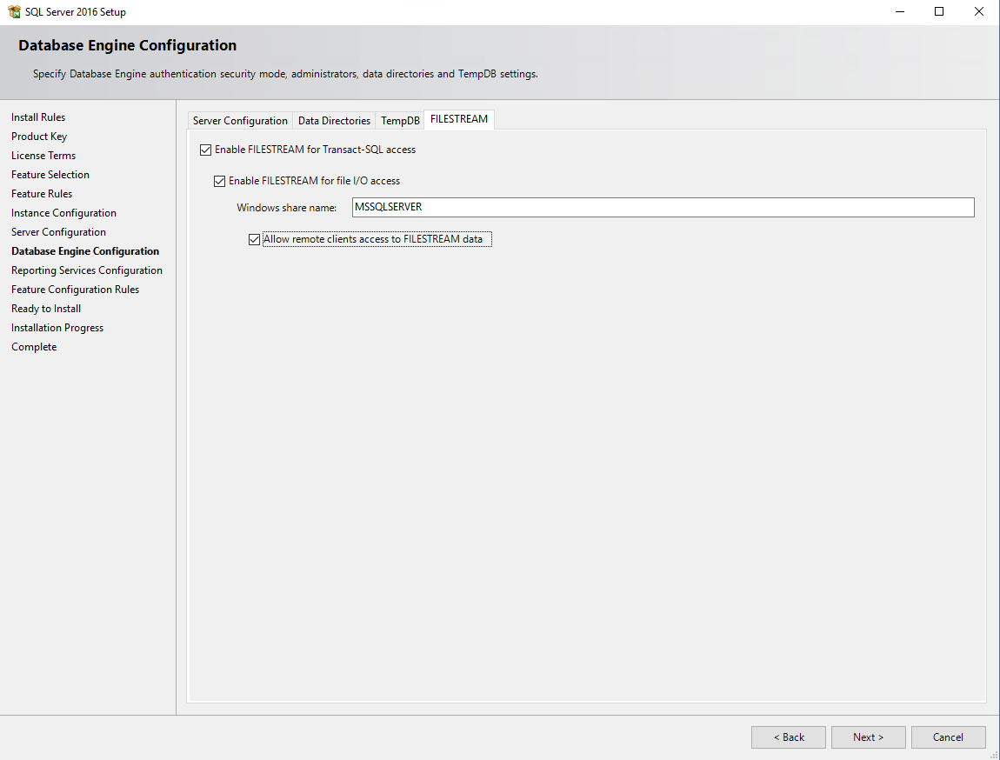 SQL Server 2016 Setup
Database Engine Configuration
Specify Database Engine authentication security mode, administrators, data directories and TempDB settings.
Install Rules
Product Key
License Terms
Feature Selection
Feature Rules
Instance Configuration
Server Configuration
Database Engine Configuration
Reporting Services Configuration
Feature Configuration Rules
Ready to Install
Installation Progress
Complete
Server Configuration Data Directories TempDB FILESTREAM
Enable FILESTREAM for Transact-SQL access
Enable FILESTREAM for file I/O access
Windows share name: MSSQLSERVER
Allow remote clients access to FILESTREAM data
< Back Next > Cancel